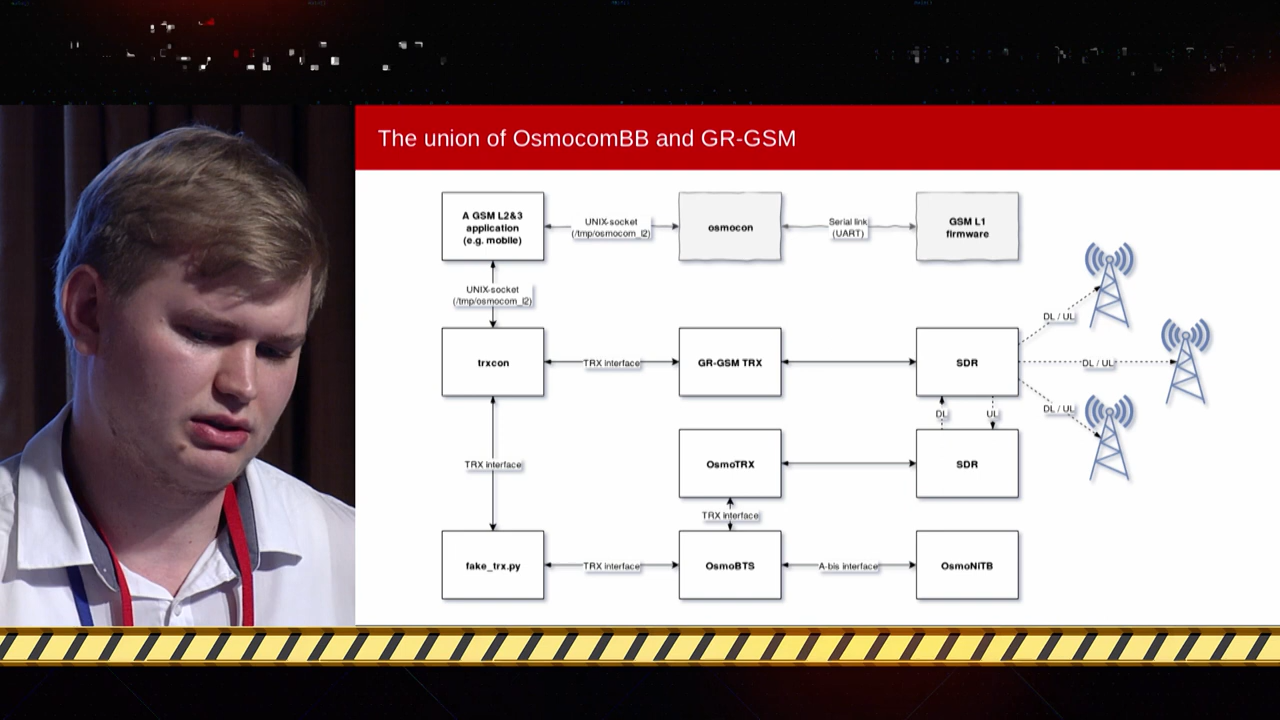 The union of OsmocomBB and GR-GSM
A GSM L2&3
application
(e.g. mobile)
UNIX-socket
(/tmp/osmocom_l2)
osmocon
Serial link
(UART)
GSM L1
firmware
UNIX-socket
(/tmp/osmocom_l2)
DL / UL
trxcon
TRX interface
GR-GSM TRX
SDR
DL / UL
DL
UL
DL / UL
TRX interface
OsmoTRX
SDR
TRX interface
fake_trx.py
TRX interface
OsmoBTS
A-bis interface
OsmoNiTB